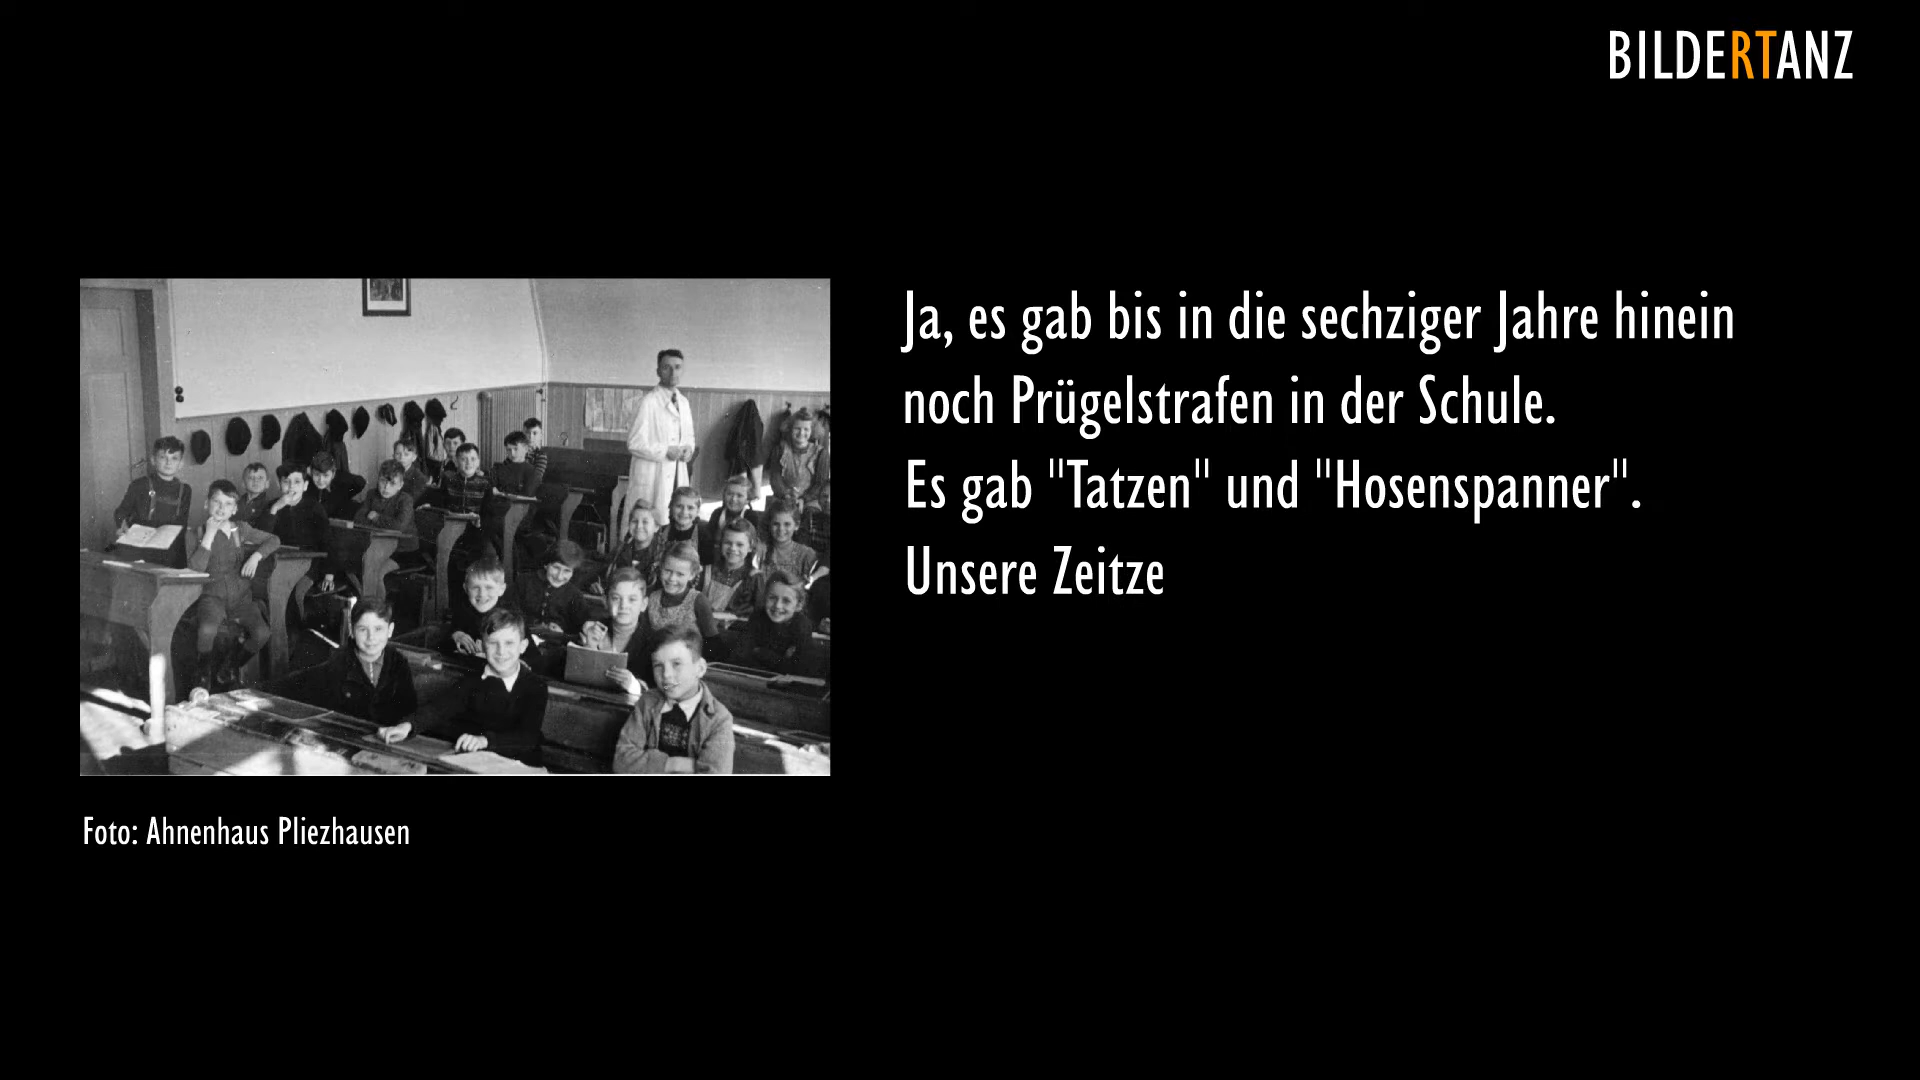 BILDERTANZ
Ja, es gab bis in die sechziger Jahre hinein
noch Prügelstrafen in der Schule.
Es gab "Tatzen" und "Hosenspanner".
Unsere Zeitze
Foto: Ahnenhaus Pliezhausen